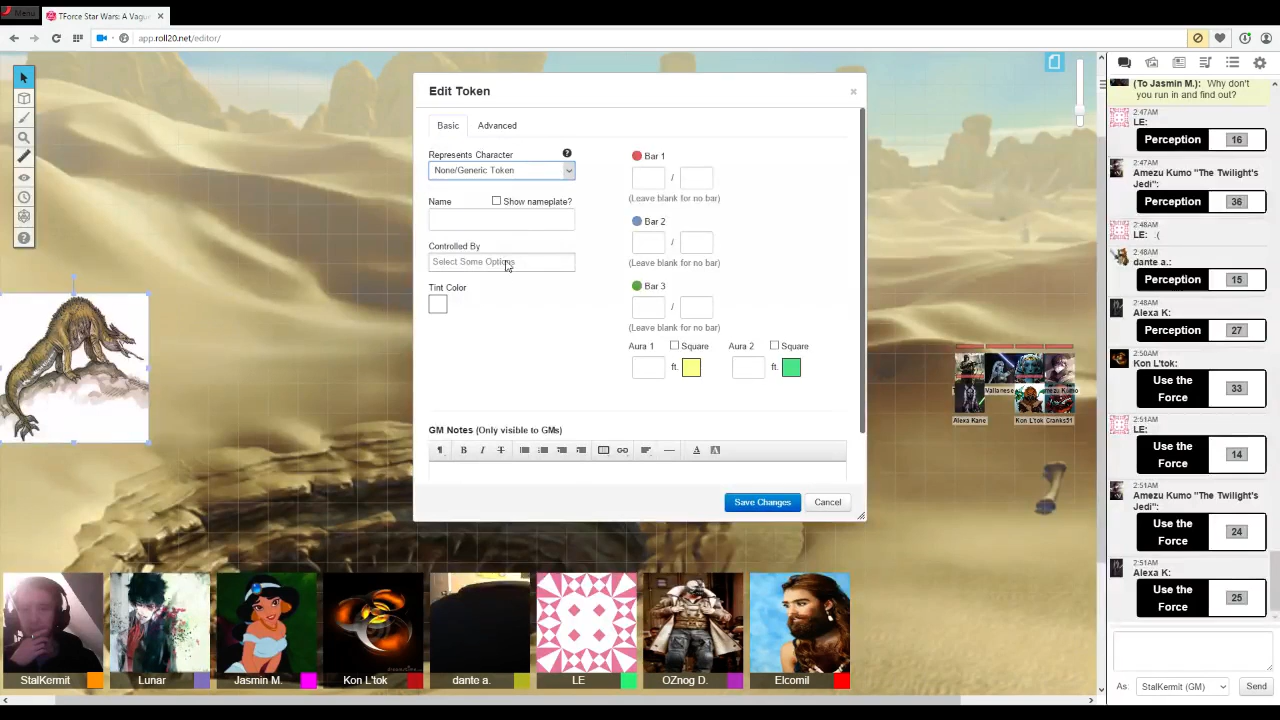 Menu
TForce Star Wars: A Vagu
app.roll20.net/editor/
Edit Token
Basic
Advanced
Represents Character
None/Generic Token
Name
Show nameplate?
Controlled By
Select Some Options
Tint Color
Bar 1
/
(Leave blank for no bar)
Bar 2
/
(Leave blank for no bar)
Bar 3
/
(Leave blank for no bar)
Aura 1
Square
Aura 2
Square
ft.
ft.
GM Notes (Only visible to GMs)
Save Changes
Cancel
Alexa Kane
Kon L'tok
Cranks51
StalKermit
Lunar
Jasmin M.
Kon L'tok
dante a.
LE
OZnog D.
Elcomil
(To Jasmin M.): Why don't
you run in and find out?
2:47AM
LE:
Perception 16
2:47AM
Amezu Kumo "The Twilight's
Jedi":
Perception 36
2:48AM
LE: :(
2:48AM
dante a.:
Perception 15
2:48AM
Alexa K:
Perception 27
2:50AM
Kon L'tok:
Use the
Force 33
2:51AM
LE:
Use the
Force 14
2:51AM
Amezu Kumo "The Twilight's
Jedi":
Use the
Force 24
2:51AM
Alexa K:
Use the
Force 25
As: StalKermit (GM)
Send